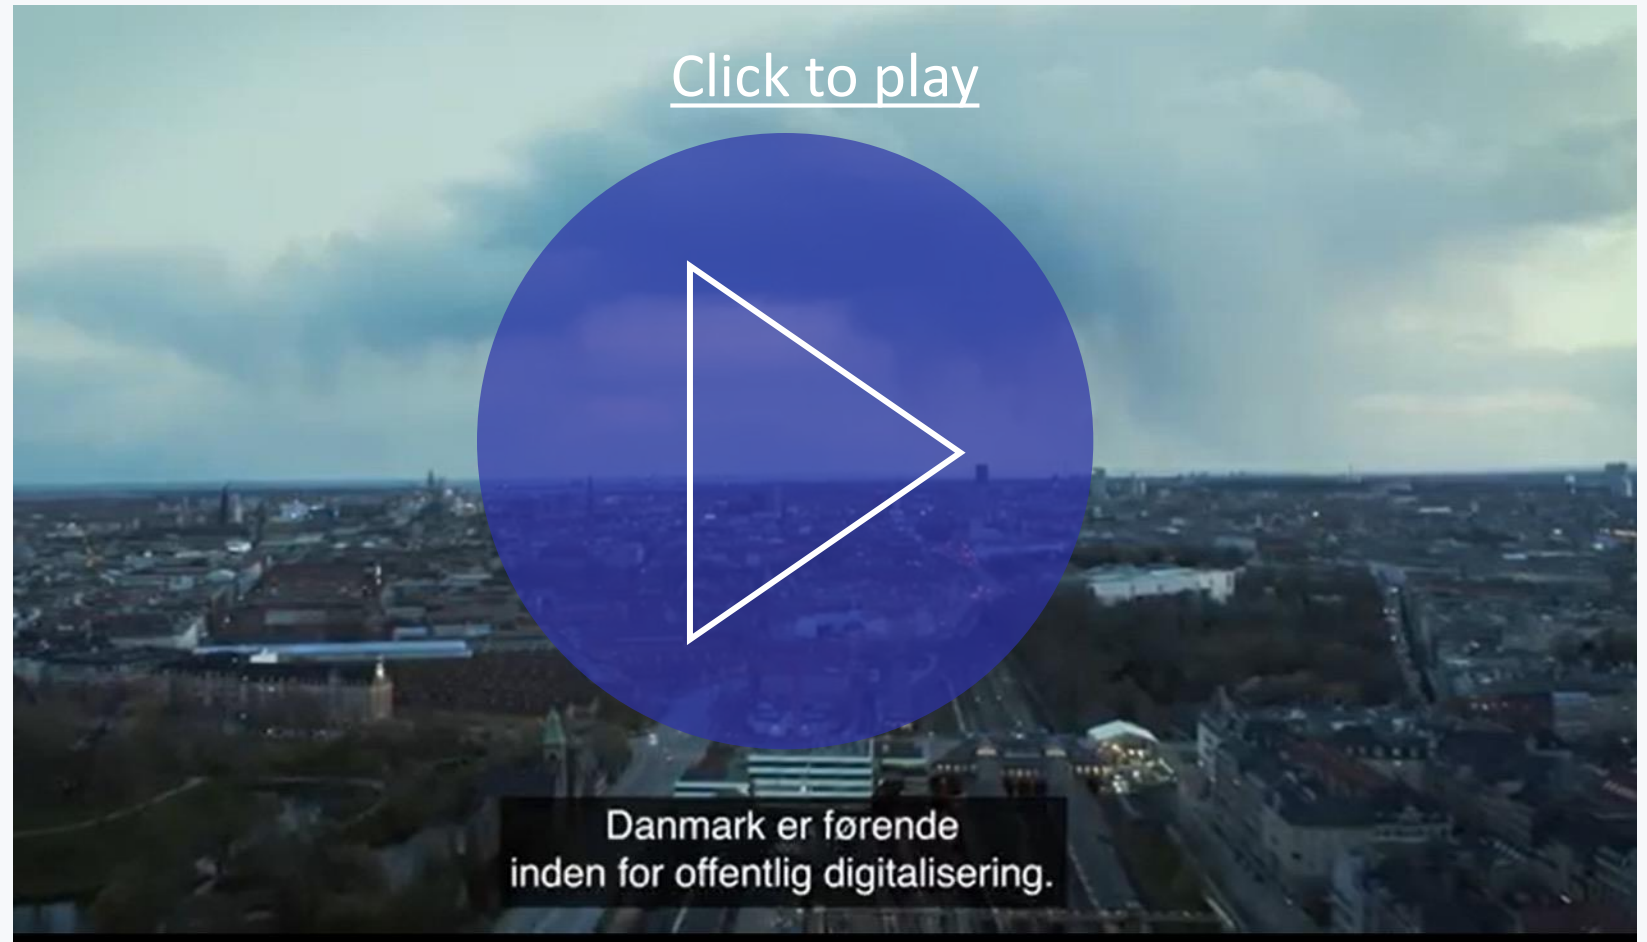 Click to play
Danmark er førende
inden for offentlig digitalisering.